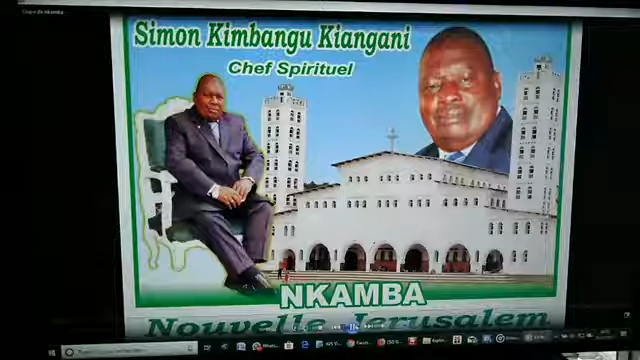 Simon Kimbangu Kiangani
Chef Spirituel
NKAMBA
Nouvelle Jerusalem